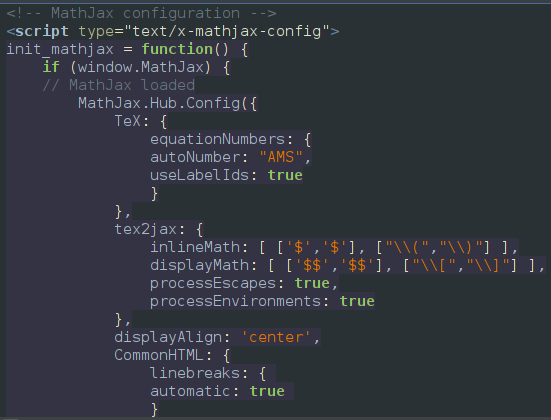 <!-- MathJax configuration -->
<script type="text/x-mathjax-config">
init_mathjax = function() {
    if (window.MathJax) {
    // MathJax loaded
        MathJax.Hub.Config({
            TeX: {
                equationNumbers: {
                autoNumber: "AMS",
                useLabelIds: true
                }
            },
            tex2jax: {
                inlineMath: [ ['$','$'], ["\\(","\\)"] ],
                displayMath: [ ['$$','$$'], ["\\[","\\]"] ],
                processEscapes: true,
                processEnvironments: true
            },
            displayAlign: 'center',
            CommonHTML: {
                linebreaks: {
                automatic: true
                }